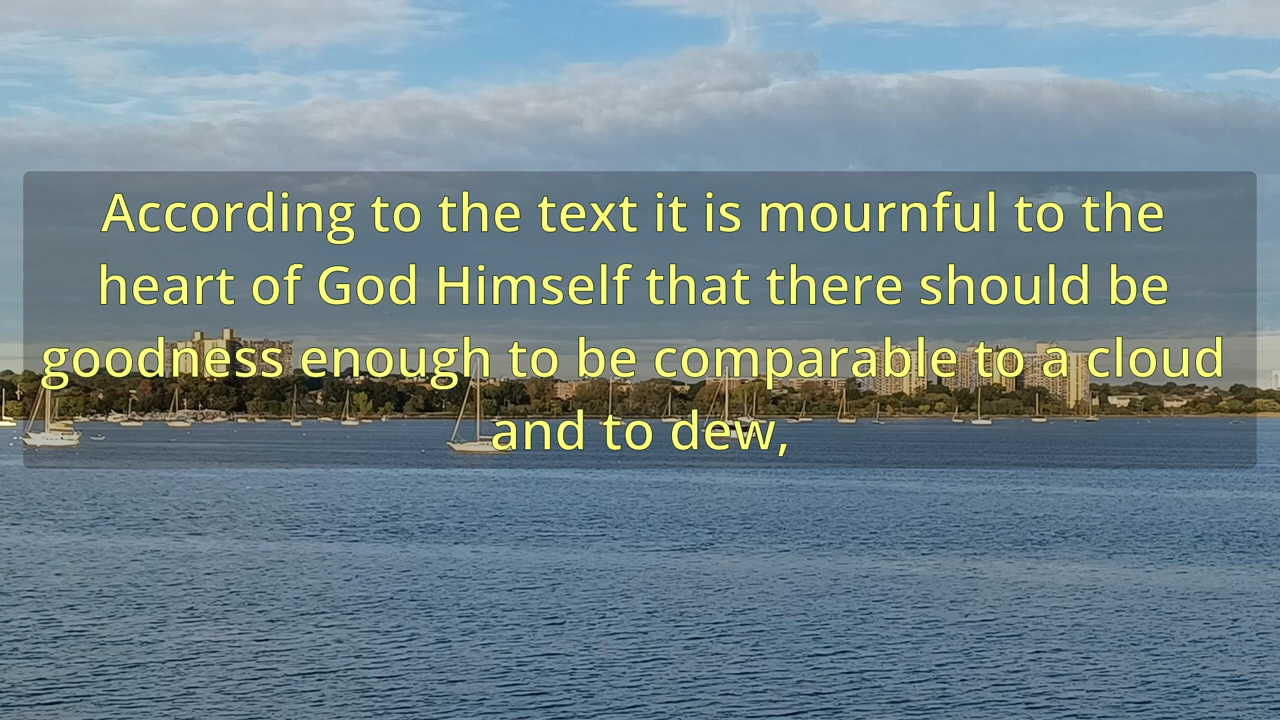 According to the text it is mournful to the
heart of God Himself that there should be
goodness enough to be comparable to a cloud
and to dew,